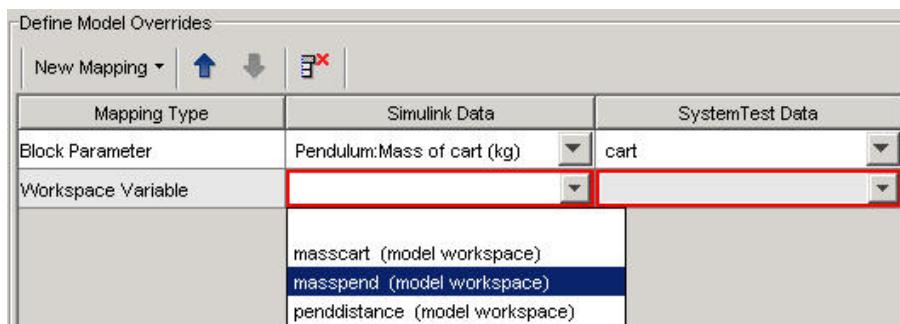 Define Model Overrides
New Mapping
Mapping Type Simulink Data SystemTest Data
Block Parameter Pendulum:Mass of cart (kg) cart
Workspace Variable
masscart (model workspace)
masspend (model workspace)
penddistance (model workspace)